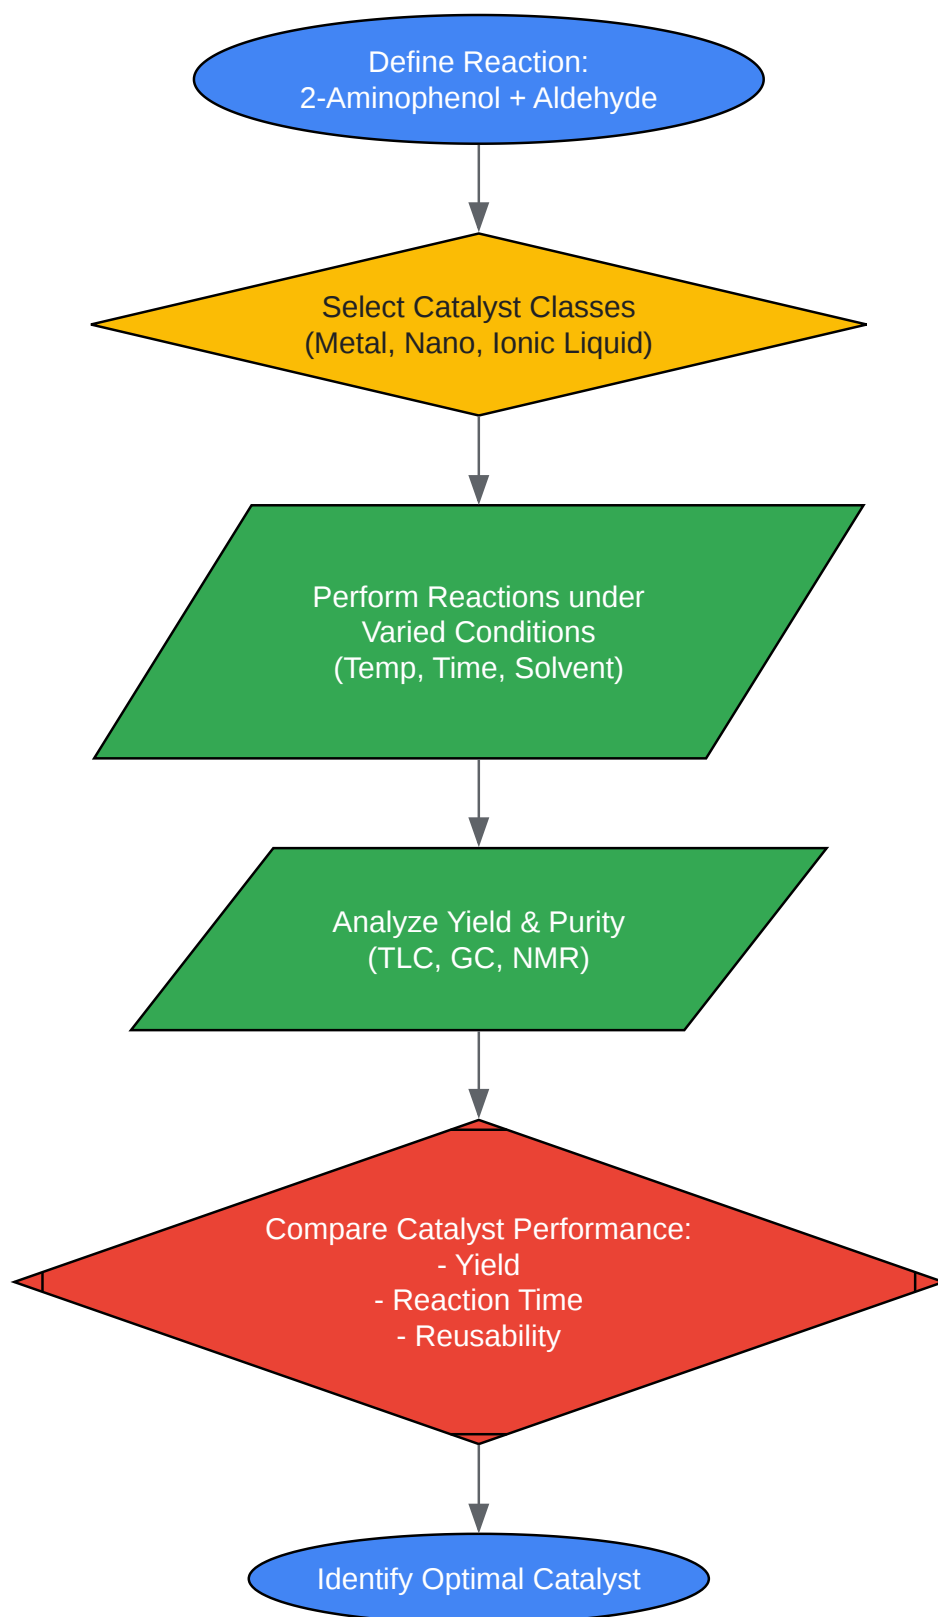 Define Reaction:
2-Aminophenol + Aldehyde
Select Catalyst Classes
(Metal, Nano, Ionic Liquid)
Perform Reactions under
Varied Conditions
(Temp, Time, Solvent)
Analyze Yield & Purity
(TLC, GC, NMR)
Compare Catalyst Performance:
- Yield
- Reaction Time
- Reusability
Identify Optimal Catalyst